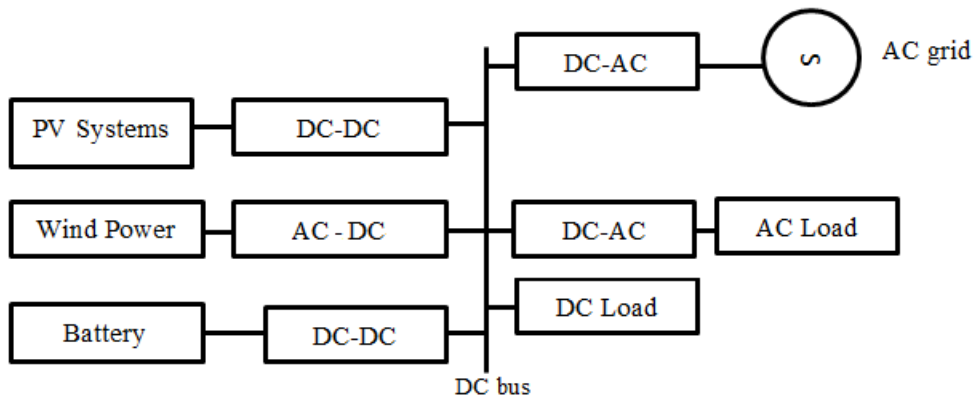 DC-AC
S
AC grid
PV Systems
DC-DC
Wind Power
AC - DC
DC-AC
AC Load
Battery
DC-DC
DC Load
DC bus